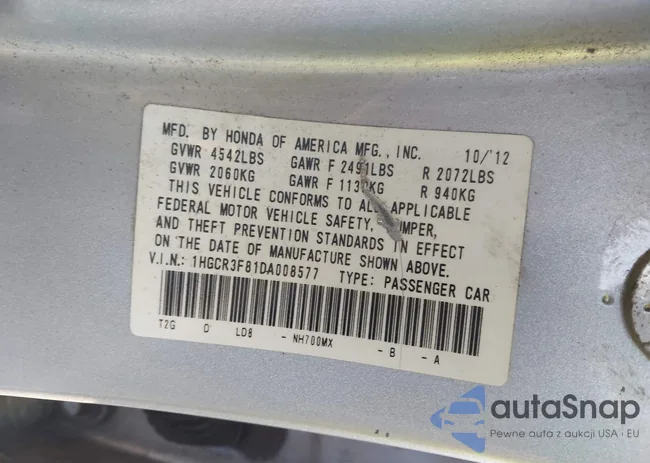 MFD. BY HONDA OF AMERICA MFG., INC. 10/'12
GVWR 4542LBS GAWR F 2491LBS R 2072LBS
GVWR 2060KG GAWR F 1130KG R 940KG
THIS VEHICLE CONFORMS TO ALL APPLICABLE
FEDERAL MOTOR VEHICLE SAFETY, BUMPER,
AND THEFT PREVENTION STANDARDS IN EFFECT
ON THE DATE OF MANUFACTURE SHOWN ABOVE.
V.I.N.: 1HGCR3F81DA008577 TYPE: PASSENGER CAR
T2G D LD8 - NH700MX - B - A
autaSnap
Pewne auta z aukcji USA i EU